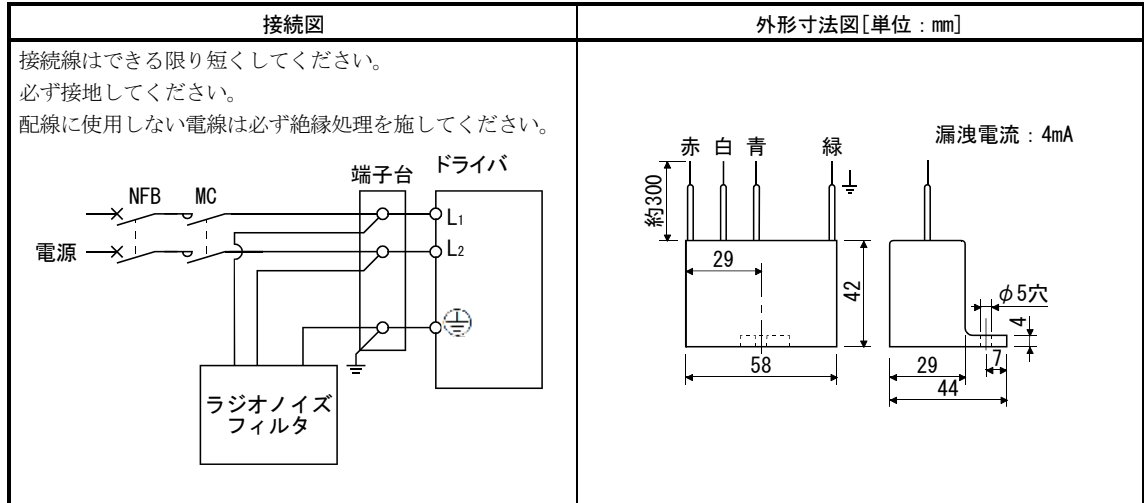 接続図
外形寸法図[単位:mm]
接続線はできる限り短くしてください。
必ず接地してください。
配線に使用しない電線は必ず絶縁処理を施してください。
端子台
ドライバ
NFB
MC
L1
電源
L2
ラジオノイズ
フィルタ
漏洩電流:4mA
赤 白 青 緑
約300
29
42
58
φ5穴
4
29
7
44